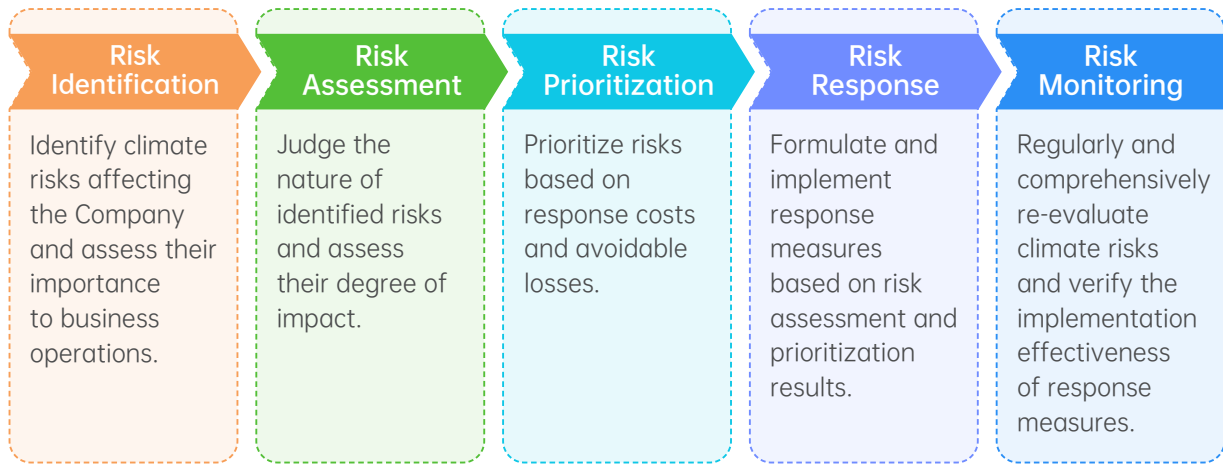 Risk
Identification
Identify climate
risks affecting
the Company
and assess their
importance
to business
operations.
Risk
Assessment
Judge the
nature of
identified risks
and assess
their degree of
impact.
Risk
Prioritization
Prioritize risks
based on
response costs
and avoidable
losses.
Risk
Response
Formulate and
implement
response
measures
based on risk
assessment and
prioritization
results.
Risk
Monitoring
Regularly and
comprehensively
re-evaluate
climate risks
and verify the
implementation
effectiveness
of response
measures.